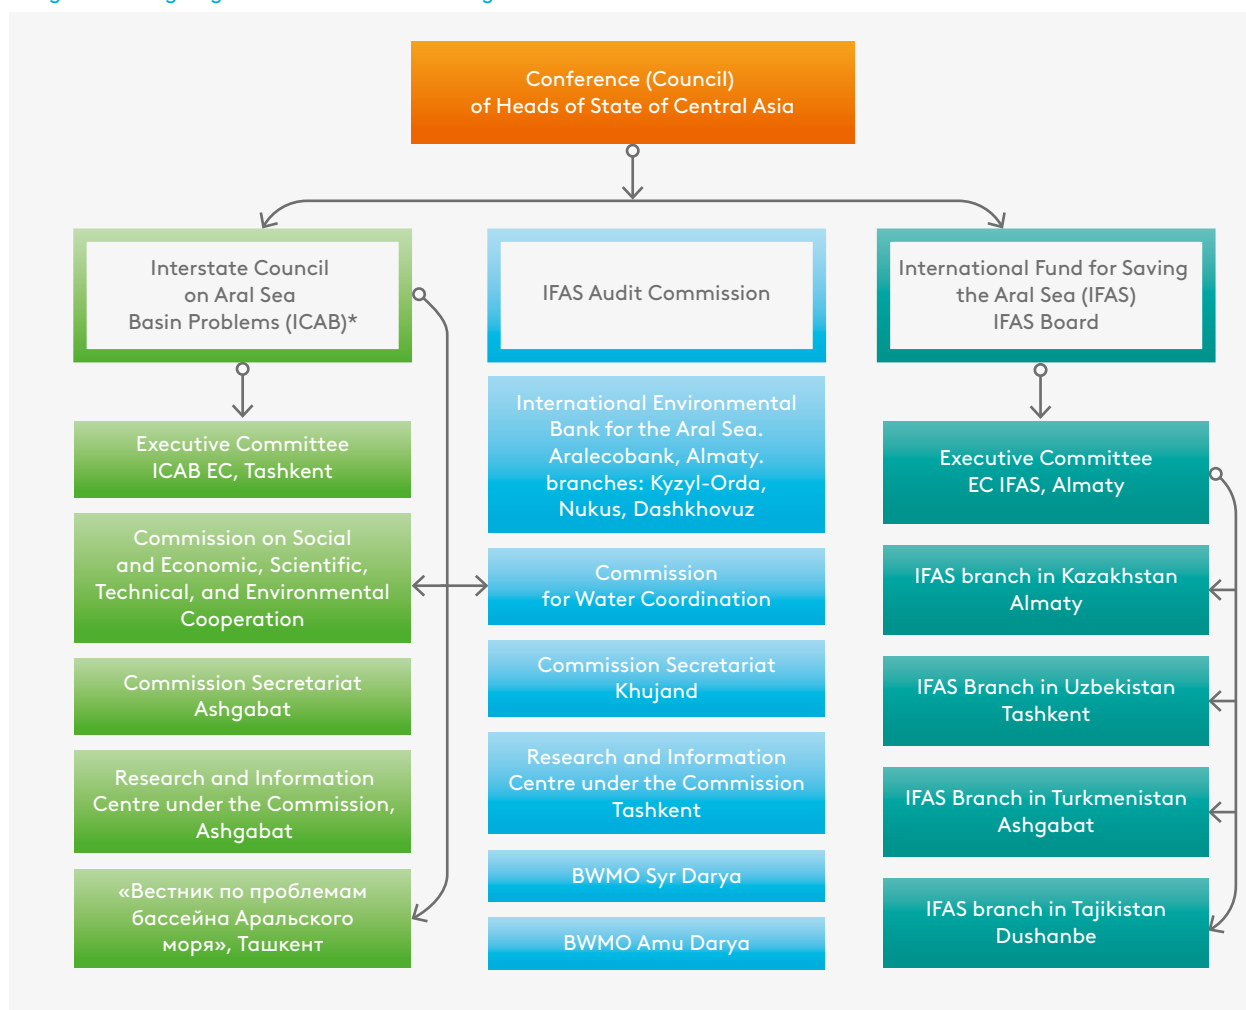 Conference (Council)
of Heads of State of Central Asia
Interstate Council
on Aral Sea
Basin Problems (ICAB)*
IFAS Audit Commission
International Fund for Saving
the Aral Sea (IFAS)
IFAS Board
Executive Committee
ICAB EC, Tashkent
Commission on Social
and Economic, Scientific,
Technical, and Environmental
Cooperation
Commission Secretariat
Ashgabat
Research and Information
Centre under the Commission,
Ashgabat
«Вестник по проблемам
бассейна Аральского
моря», Ташкент
International Environmental
Bank for the Aral Sea.
Aralecobank, Almaty.
branches: Kyzyl-Orda,
Nukus, Dashkhovuz
Commission
for Water Coordination
Commission Secretariat
Khujand
Research and Information
Centre under the Commission
Tashkent
BWMO Syr Darya
BWMO Amu Darya
Executive Committee
EC IFAS, Almaty
IFAS branch in Kazakhstan
Almaty
IFAS Branch in Uzbekistan
Tashkent
IFAS Branch in Turkmenistan
Ashgabat
IFAS branch in Tajikistan
Dushanbe